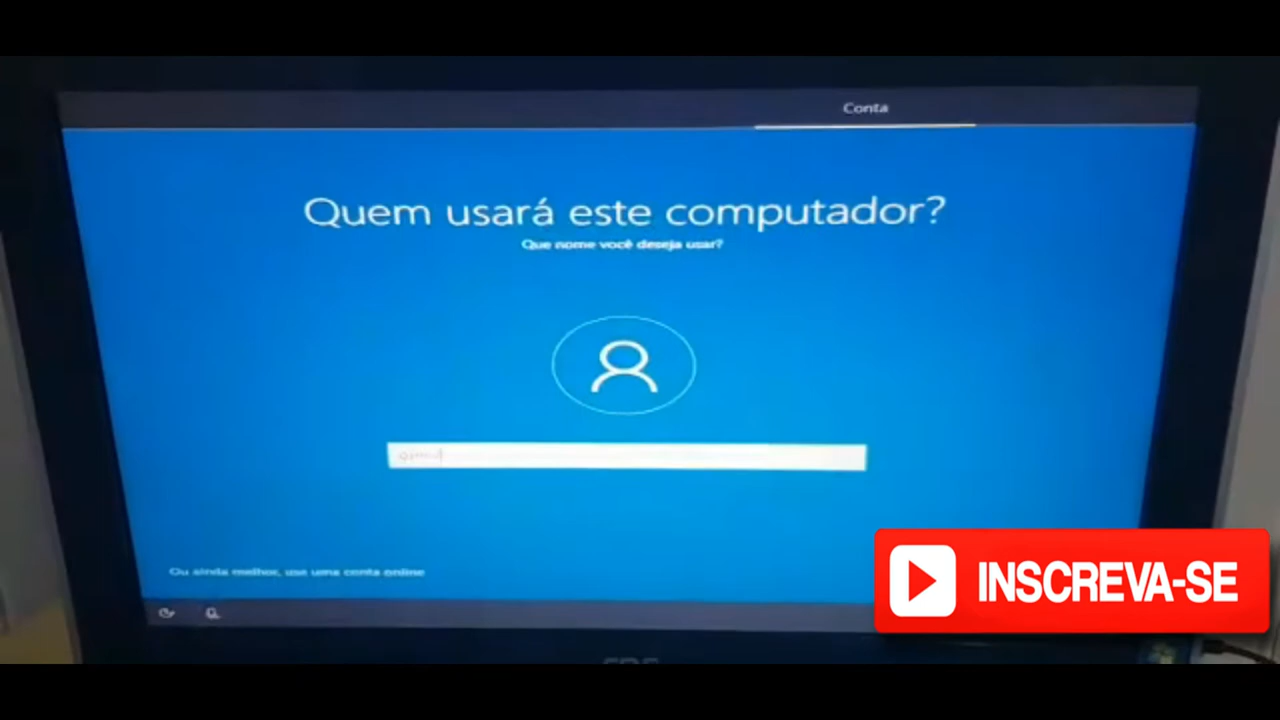 Conta
Quem usará este computador?
Que nome você deseja usar?
Ou ainda melhor, use uma conta online
INSCREVA-SE